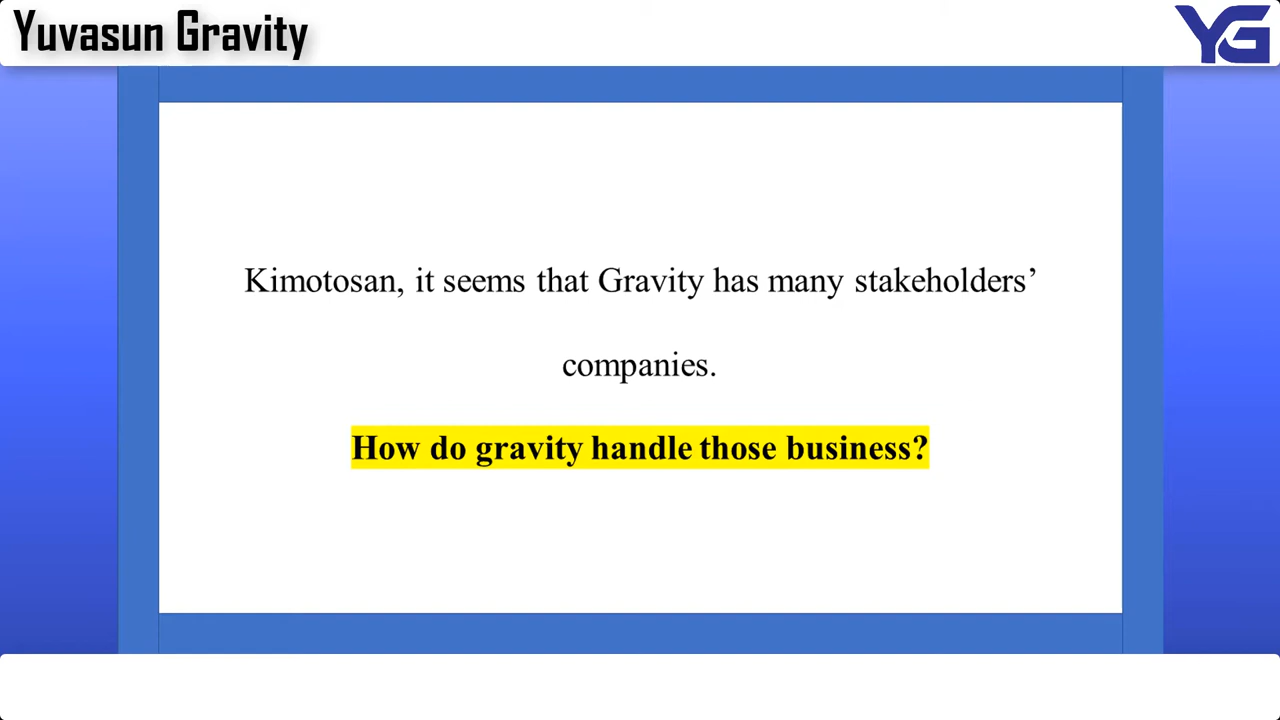 Yuvasun Gravity
YG
Kimotosan, it seems that Gravity has many stakeholders’
companies.
How do gravity handle those business?